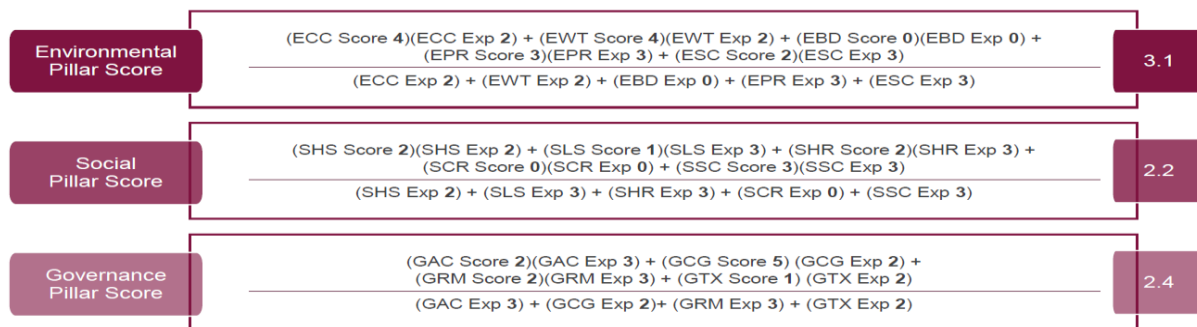 Environmental
Pillar Score
(ECC Score 4)(ECC Exp 2) + (EWT Score 4)(EWT Exp 2) + (EBD Score 0)(EBD Exp 0) +
(EPR Score 3)(EPR Exp 3) + (ESC Score 2)(ESC Exp 3)
(ECC Exp 2) + (EWT Exp 2) + (EBD Exp 0) + (EPR Exp 3) + (ESC Exp 3)
3.1
Social
Pillar Score
(SHS Score 2)(SHS Exp 2) + (SLS Score 1)(SLS Exp 3) + (SHR Score 2)(SHR Exp 3) +
(SCR Score 0)(SCR Exp 0) + (SSC Score 3)(SSC Exp 3)
(SHS Exp 2) + (SLS Exp 3) + (SHR Exp 3) + (SCR Exp 0) + (SSC Exp 3)
2.2
Governance
Pillar Score
(GAC Score 2)(GAC Exp 3) + (GCG Score 5) (GCG Exp 2) +
(GRM Score 2)(GRM Exp 3) + (GTX Score 1) (GTX Exp 2)
(GAC Exp 3) + (GCG Exp 2)+ (GRM Exp 3) + (GTX Exp 2)
2.4